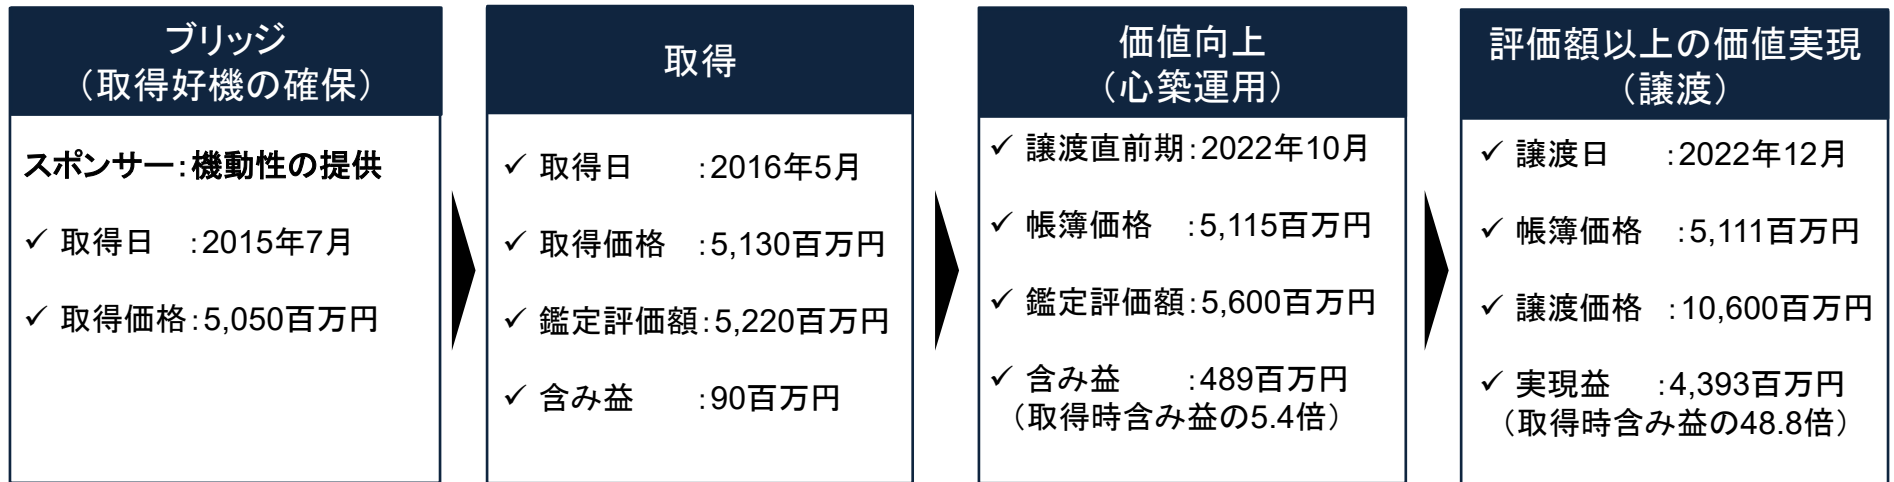 ブリッジ
（取得好機の確保）
スポンサー：機動性の提供
✓ 取得日　：2015年7月
✓ 取得価格：5,050百万円
取得
✓ 取得日　　：2016年5月
✓ 取得価格　：5,130百万円
✓ 鑑定評価額：5,220百万円
✓ 含み益　　：90百万円
価値向上
（心築運用）
✓ 譲渡直前期：2022年10月
✓ 帳簿価格　：5,115百万円
✓ 鑑定評価額：5,600百万円
✓ 含み益　　：489百万円
（取得時含み益の5.4倍）
評価額以上の価値実現
（譲渡）
✓ 譲渡日　　：2022年12月
✓ 帳簿価格　：5,111百万円
✓ 譲渡価格　：10,600百万円
✓ 実現益　：4,393百万円
（取得時含み益の48.8倍）